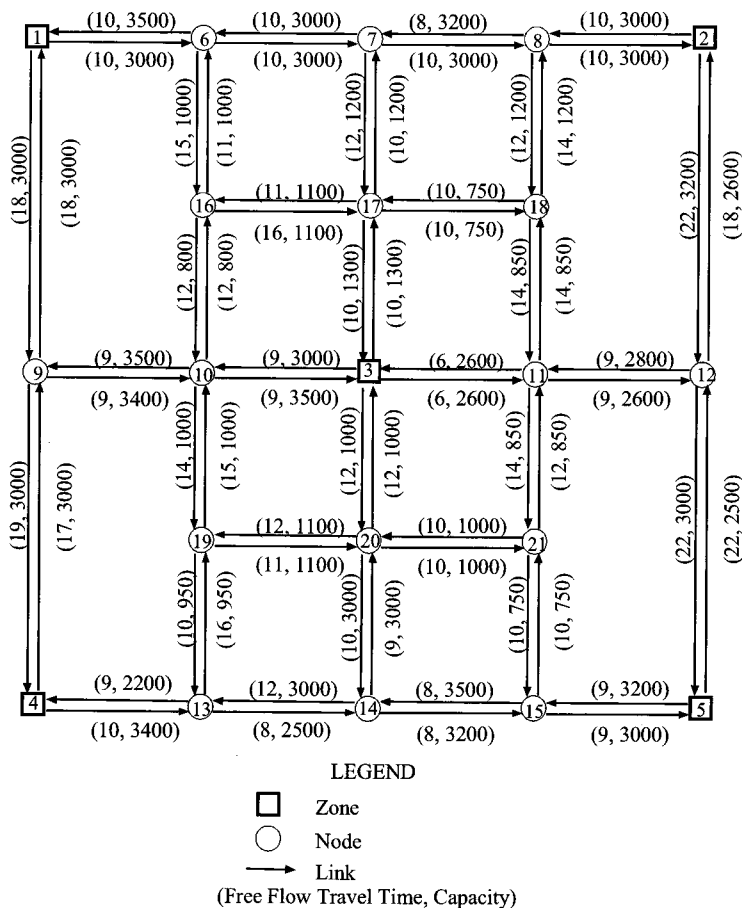 (10, 3500) (10, 3000) (8, 3200) (10, 3000)
1 6 7 8 2
(10, 3000) (10, 3000) (10, 3000) (10, 3000)
(18, 3000) (18, 3000) (15, 1000) (11, 1000) (12, 1200) (10, 1200) (12, 1200) (14, 1200) (22, 3200) (18, 2600)
(11, 1100) (10, 750)
16 17 18
(16, 1100) (10, 750)
(12, 800) (12, 800) (10, 1300) (10, 1300) (14, 850) (14, 850)
(9, 3500) (9, 3000) (6, 2600) (9, 2800)
9 10 3 11 12
(9, 3400) (9, 3500) (6, 2600) (9, 2600)
(19, 3000) (17, 3000) (14, 1000) (15, 1000) (12, 1000) (12, 1000) (14, 850) (12, 850) (22, 3000) (22, 2500)
(12, 1100) (10, 1000)
19 20 21
(11, 1100) (10, 1000)
(10, 950) (16, 950) (10, 3000) (9, 3000) (10, 750) (10, 750)
(9, 2200) (12, 3000) (8, 3500) (9, 3200)
4 13 14 15 5
(10, 3400) (8, 2500) (8, 3200) (9, 3000)
LEGEND
Zone
Node
Link
(Free Flow Travel Time, Capacity)